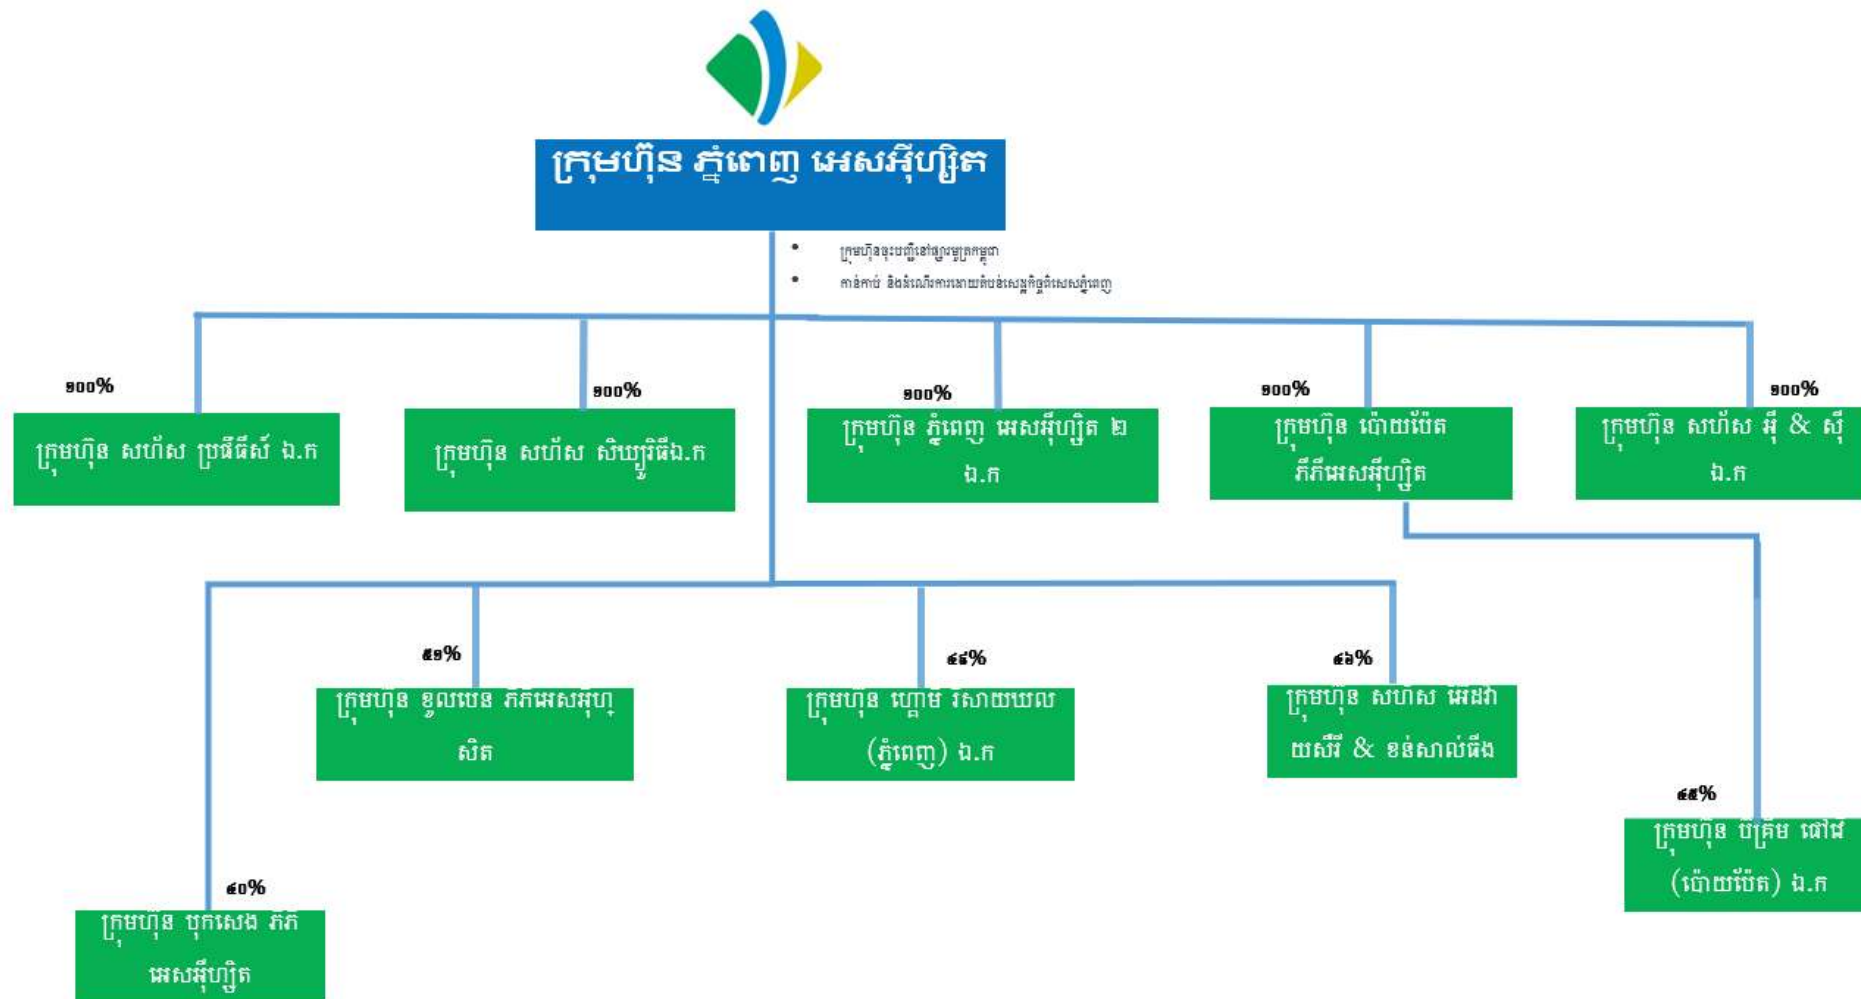 ក្រុមហ៊ុន ភ្នំពេញ អេសអ៊ីហ្សិត
• ក្រុមហ៊ុនចុះបញ្ជីនៅផ្សារមូត្រកម្ពុជា
• កាន់កាប់ និងដំណើរការដោយតំបន់សេដ្ឋកិច្ចពិសេសភ្នំពេញ
១០០%
១០០%
១០០%
១០០%
១០០%
ក្រុមហ៊ុន សហ័ស ប្រផឹធីស៍ ឯ.ក
ក្រុមហ៊ុន សហ័ស សិឃ្យូរិធីឯ.ក
ក្រុមហ៊ុន ភ្នំពេញ អេសអ៊ីហ្សិត ២
ឯ.ក
ក្រុមហ៊ុន ប៉ោយប៉ែត
ភីភីអេសអ៊ីហ្សិត
ក្រុមហ៊ុន សហ័ស អ៊ី & ស៊ី
ឯ.ក
៥១%
៤៩%
៤៦%
ក្រុមហ៊ុន ខូលបេន ភីភីអេសអ៊ីហ្
សិត
ក្រុមហ៊ុន ហ្គោមី រីសាយឃល
(ភ្នំពេញ) ឯ.ក
ក្រុមហ៊ុន សហ័ស អើដវ៉ា
យស័រី & ខន់សាល់ធីង
៤៥%
ក្រុមហ៊ុន ប៊ីគ្រីម ផៅវើ
(ប៉ោយប៉ែត) ឯ.ក
៤០%
ក្រុមហ៊ុន បុកសេង ភីភី
អេសអ៊ីហ្សិត